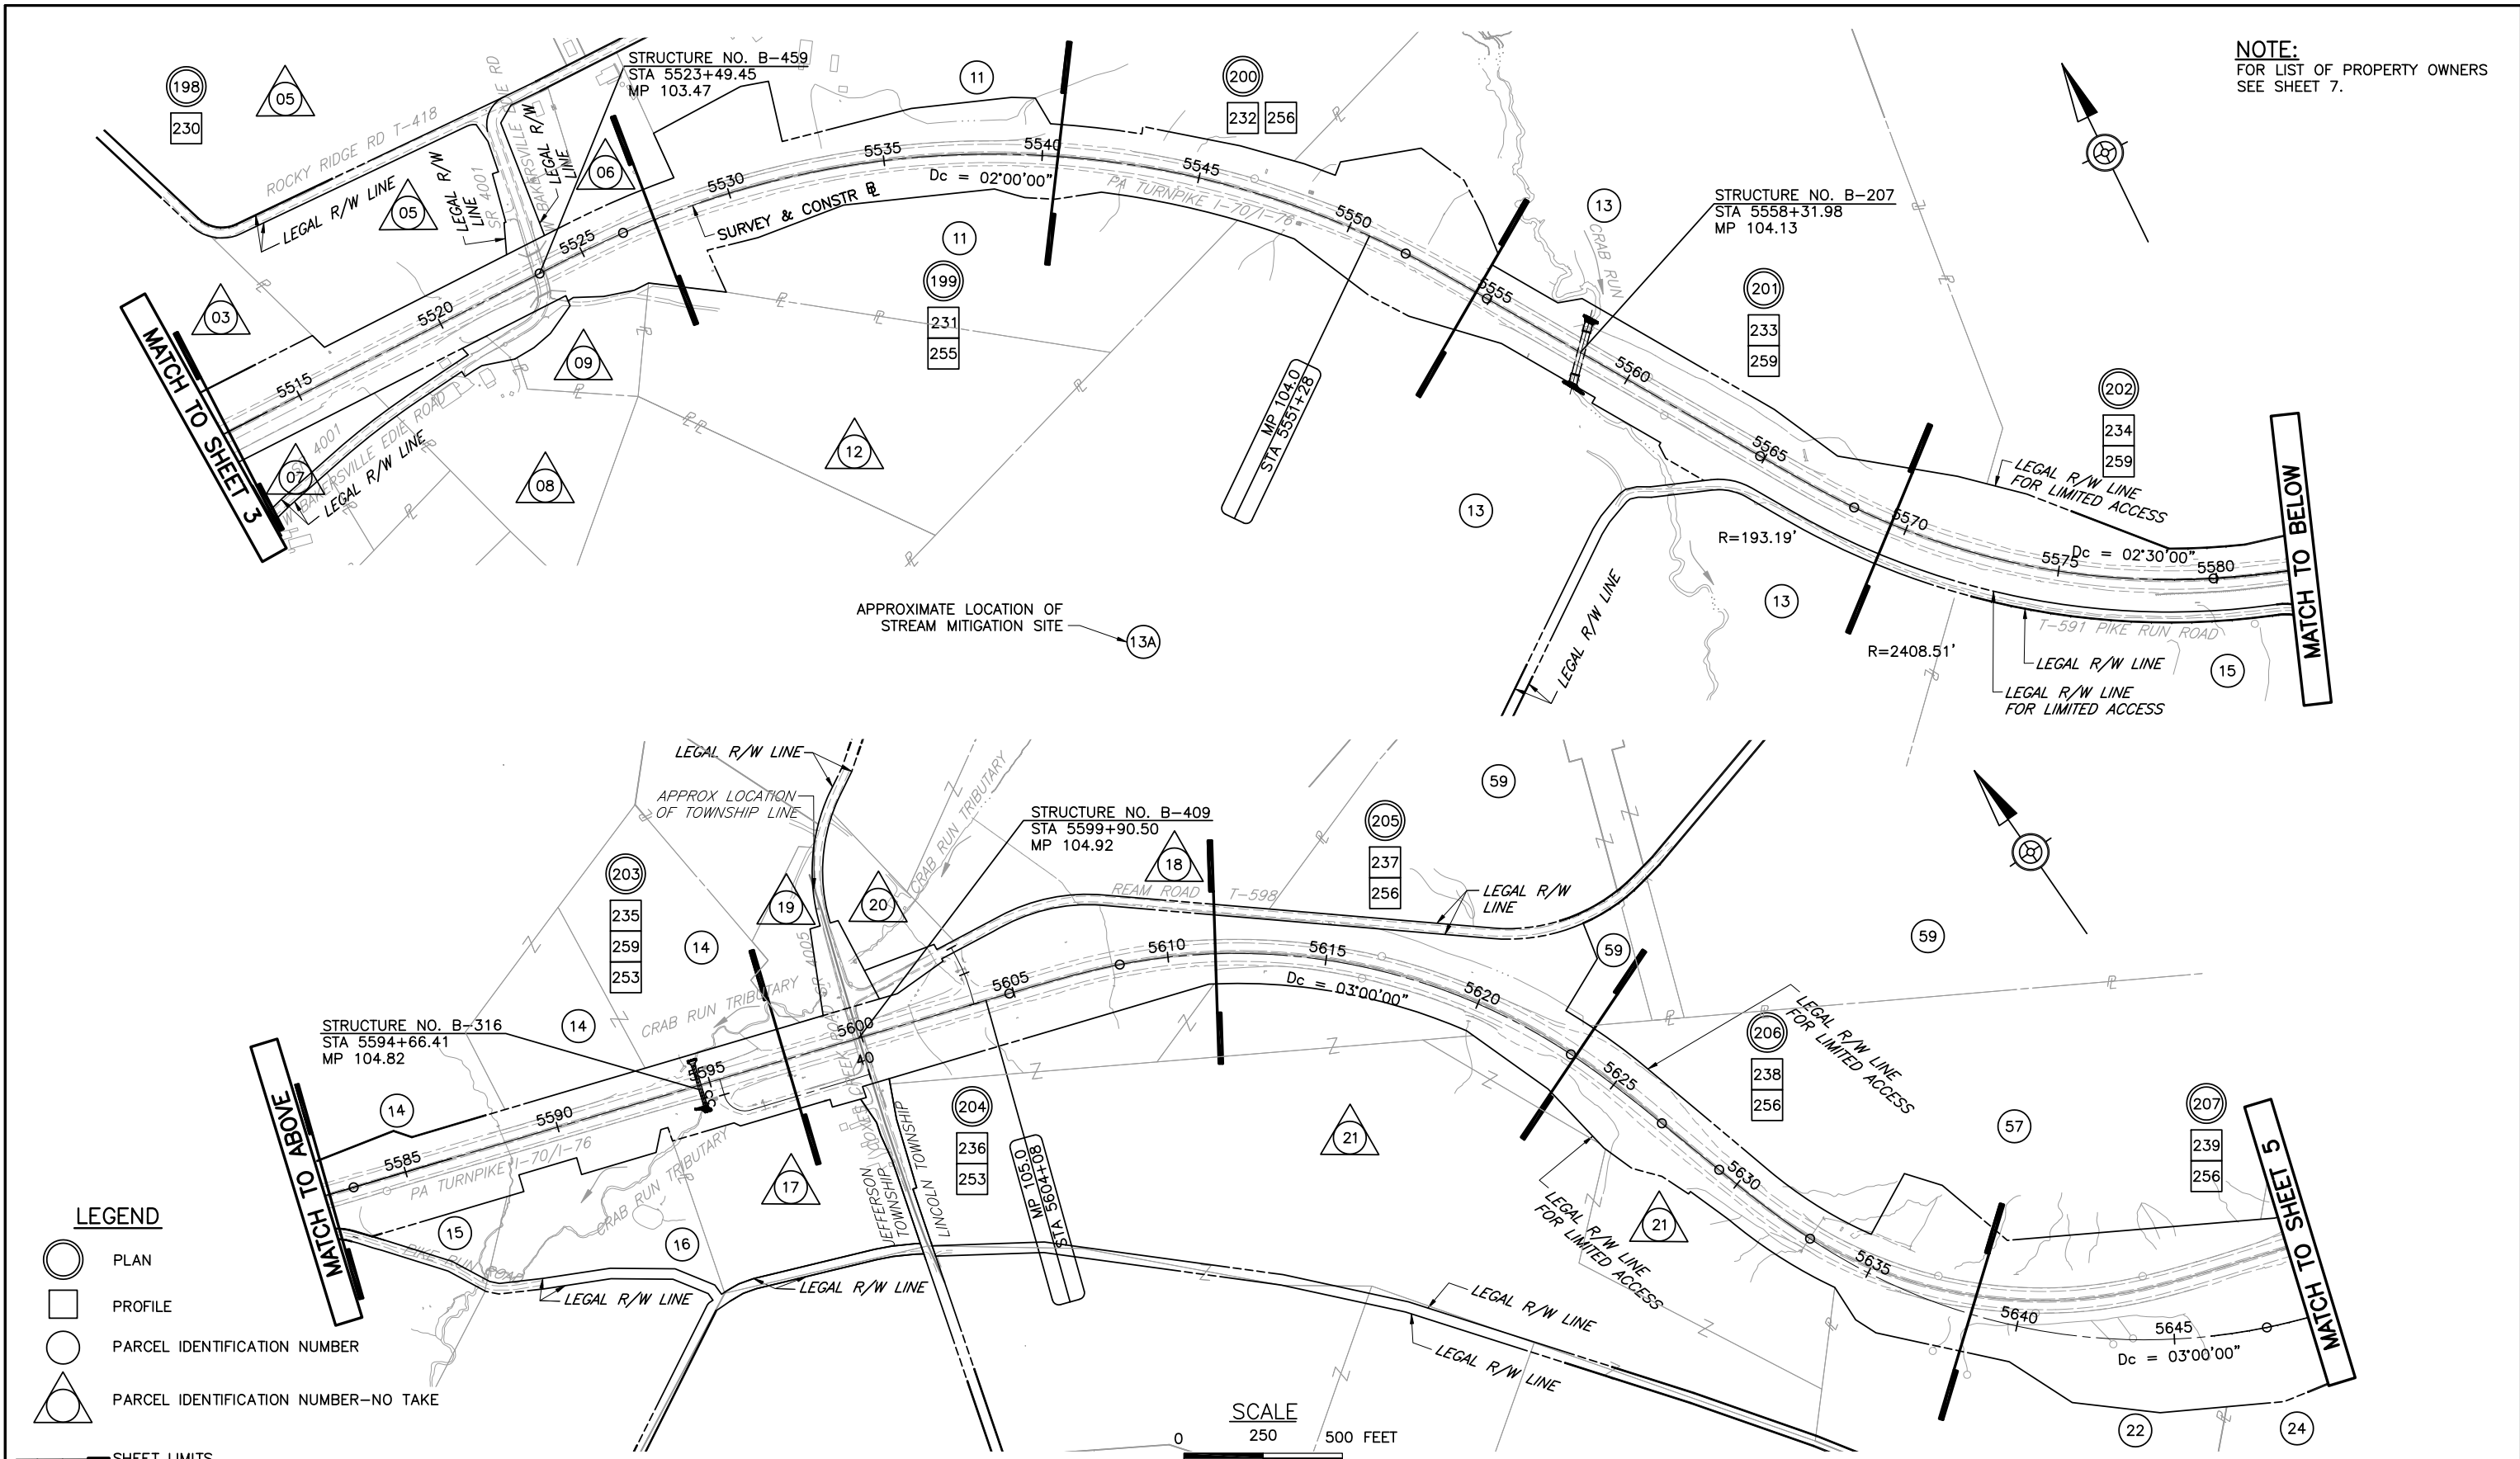 NOTE:
FOR LIST OF PROPERTY OWNERS
SEE SHEET 7.
198
230
05
ROCKY RIDGE RD T-418
LEGAL R/W LINE
05
LEGAL R/W
LINE
SR 4001
W BAKERSVILLE EDIE RD
LEGAL R/W
LINE
STRUCTURE NO. B-459
STA 5523+49.45
MP 103.47
06
03
MATCH TO SHEET 3
5515
5520
5525
5530
5535
5540
5545
5550
5555
5560
5565
5570
5575
5580
SURVEY & CONSTR BL
Dc = 02°00'00"
PA TURNPIKE I-70/I-76
11
11
199
231
255
200
232
256
07
SR 4001
W BAKERSVILLE EDIE ROAD
LEGAL R/W LINE
09
08
12
MP 104.0
STA 5551+28
13
CRAB RUN
STRUCTURE NO. B-207
STA 5558+31.98
MP 104.13
201
233
259
202
234
259
LEGAL R/W LINE
FOR LIMITED ACCESS
13
R=193.19'
13
Dc = 02°30'00"
LEGAL R/W LINE
R=2408.51'
T-591 PIKE RUN ROAD
LEGAL R/W LINE
15
LEGAL R/W LINE
FOR LIMITED ACCESS
MATCH TO BELOW
APPROXIMATE LOCATION OF
STREAM MITIGATION SITE
13A
LEGAL R/W LINE
APPROX LOCATION
OF TOWNSHIP LINE
CRAB RUN TRIBUTARY
STRUCTURE NO. B-409
STA 5599+90.50
MP 104.92
18
REAM ROAD
T-598
205
237
256
59
LEGAL R/W
LINE
59
59
203
235
259
253
14
19
20
SR 4005
CRAB RUN TRIBUTARY
14
STRUCTURE NO. B-316
STA 5594+66.41
MP 104.82
14
MATCH TO ABOVE
5585
5590
5595
5600
40
5605
5610
5615
5620
5625
5630
5635
5640
5645
PA TURNPIKE I-70/I-76
Dc = 03°00'00"
LEGAL R/W LINE
FOR LIMITED ACCESS
206
238
256
204
236
253
21
57
207
239
256
MATCH TO SHEET 5
15
PIKE RUN ROAD
CRAB RUN TRIBUTARY
16
17
JEFFERSON
TOWNSHIP
LINCOLN TOWNSHIP
MP 105.0
STA 5604+08
LEGAL R/W LINE
FOR LIMITED ACCESS
21
LEGAL R/W LINE
LEGAL R/W LINE
LEGAL R/W LINE
LEGAL R/W LINE
Dc = 03°00'00"
22
24
LEGEND
PLAN
PROFILE
PARCEL IDENTIFICATION NUMBER
PARCEL IDENTIFICATION NUMBER-NO TAKE
SHEET LIMITS
SCALE
0 250 500 FEET